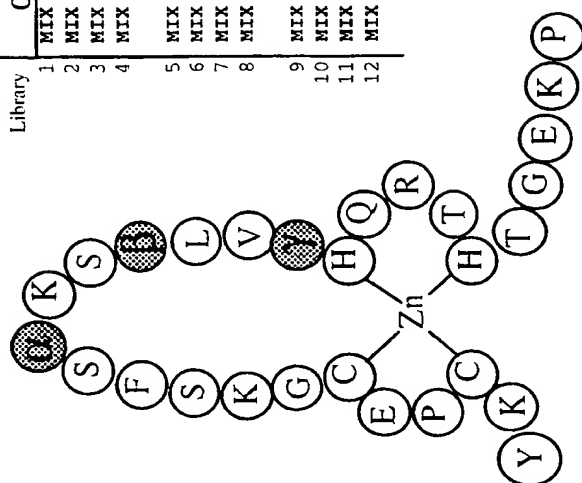 Library
1 MIX
2 MIX
3 MIX
4 MIX
5 MIX
6 MIX
7 MIX
8 MIX
9 MIX
10 MIX
11 MIX
12 MIX
Y K C P E C G K S F S α K S β L V γ H Q R T H T G E K P
Zn